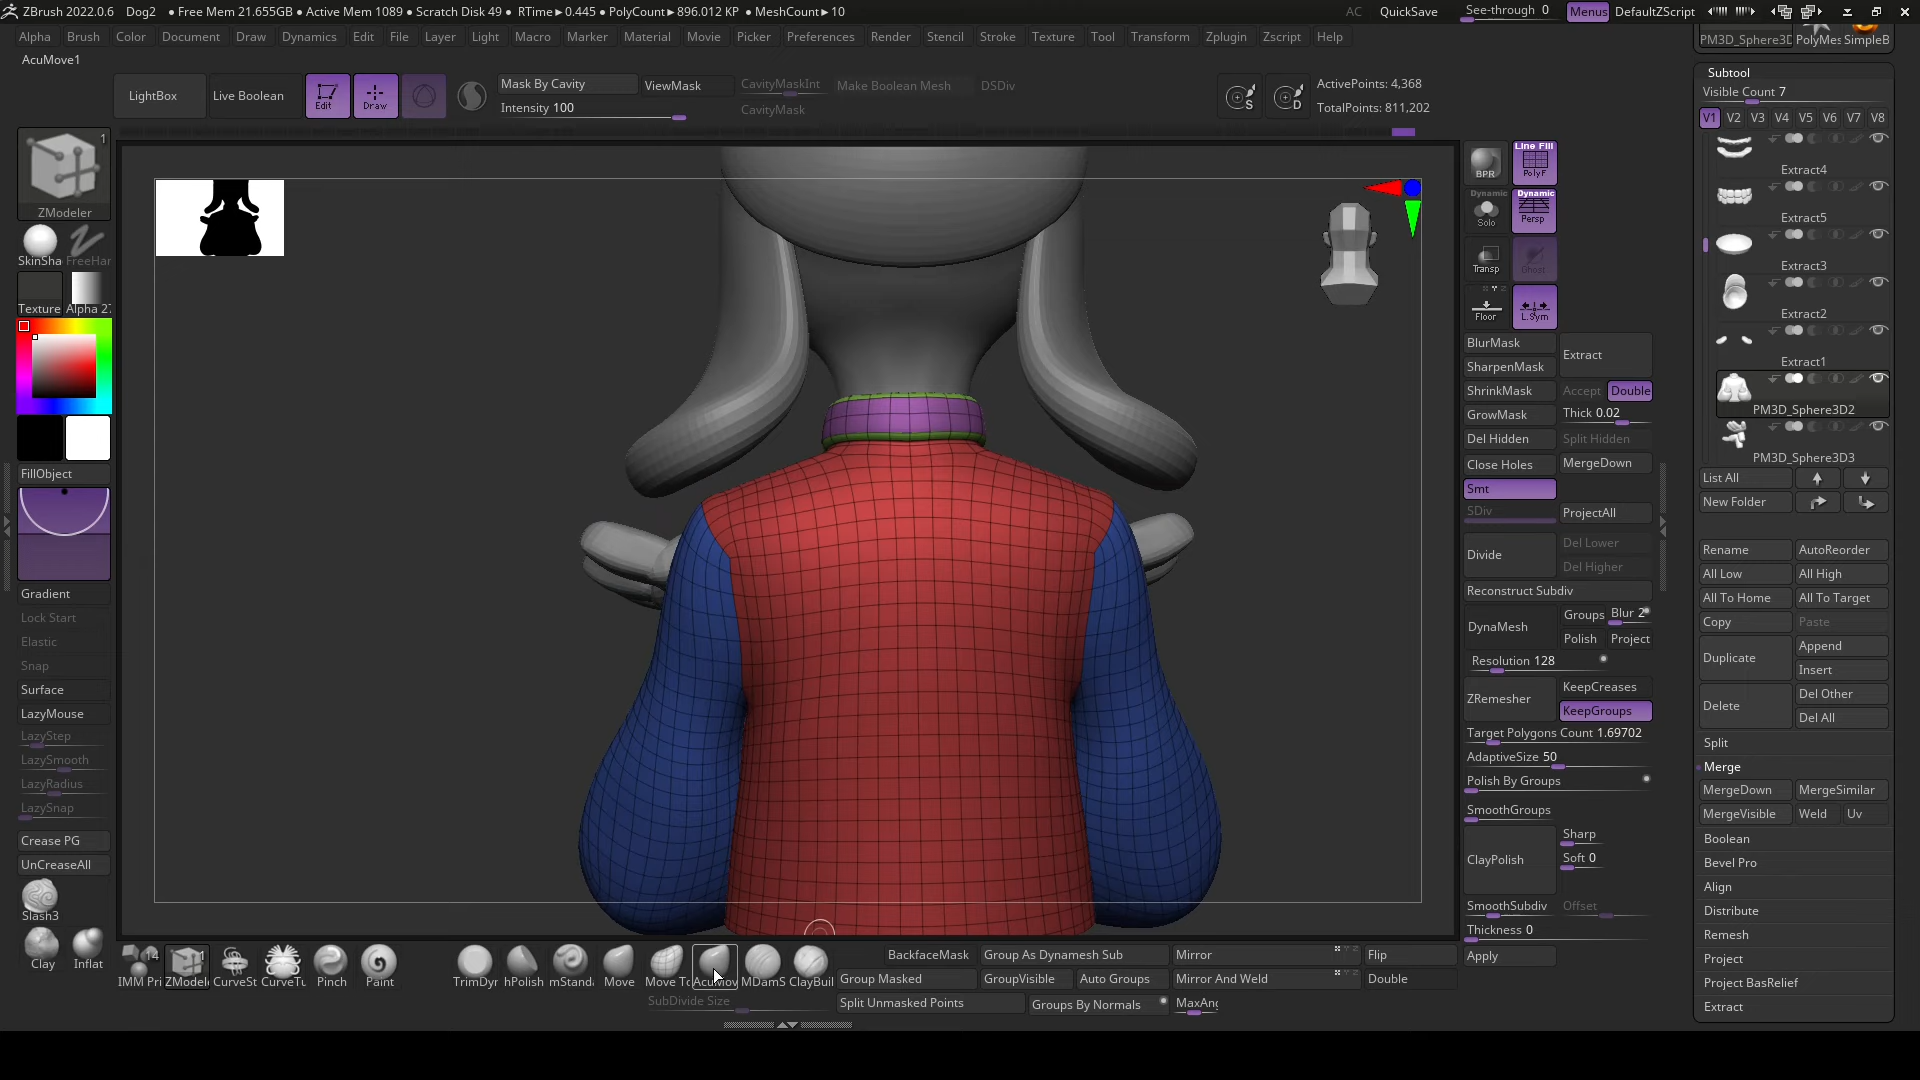 ZBrush 2022.0.6 Dog2 • Free Mem 21.655GB • Active Mem 1089 • Scratch Disk 49 • RTime▸0.445 • PolyCount▸896.012 KP • MeshCount▸10
AC QuickSave See-through 0 Menus DefaultZScript
Alpha Brush Color Document Draw Dynamics Edit File Layer Light Macro Marker Material Movie Picker Preferences Render Stencil Stroke Texture Tool Transform Zplugin Zscript Help
AcuMove1
LightBox Live Boolean Edit Draw
Mask By Cavity ViewMask CavityMaskInt Make Boolean Mesh DSDiv
Intensity 100 CavityMask
S D
ActivePoints: 4,368
TotalPoints: 811,202
1
ZModeler
SkinSha FreeHan
Texture Alpha 27
FillObject
Gradient
Lock Start
Elastic
Snap
Surface
LazyMouse
LazyStep
LazySmooth
LazyRadius
LazySnap
Crease PG
UnCreaseAll
Slash3
Clay Inflat
BPR Line Fill PolyF
Dynamic Solo Dynamic Persp
Transp Ghost
Floor L.Sym
BlurMask Extract
SharpenMask
ShrinkMask Accept Double
GrowMask Thick 0.02
Del Hidden Split Hidden
Close Holes MergeDown
Smt
SDiv ProjectAll
Divide Del Lower
Del Higher
Reconstruct Subdiv
DynaMesh Groups Blur 2
Polish Project
Resolution 128
ZRemesher KeepCreases
KeepGroups
Target Polygons Count 1.69702
AdaptiveSize 50
Polish By Groups
SmoothGroups
ClayPolish Sharp
Soft 0
SmoothSubdiv Offset
Thickness 0
Apply
PM3D_Sphere3D PolyMes SimpleB
Subtool
Visible Count 7
V1 V2 V3 V4 V5 V6 V7 V8
Extract4
Extract5
Extract3
Extract2
Extract1
PM3D_Sphere3D2
PM3D_Sphere3D3
List All
New Folder
Rename AutoReorder
All Low All High
All To Home All To Target
Copy Paste
Duplicate Append
Insert
Delete Del Other
Del All
Split
Merge
MergeDown MergeSimilar
MergeVisible Weld Uv
Boolean
Bevel Pro
Align
Distribute
Remesh
Project
Project BasRelief
Extract
14 1
IMM Pri ZModele CurveSt CurveTu Pinch Paint TrimDyn hPolish mStand Move Move To AcuMov MDamS ClayBuil
SubDivide Size
BackfaceMask Group As Dynamesh Sub Mirror Flip
Group Masked GroupVisible Auto Groups Mirror And Weld Double
Split Unmasked Points Groups By Normals MaxAng